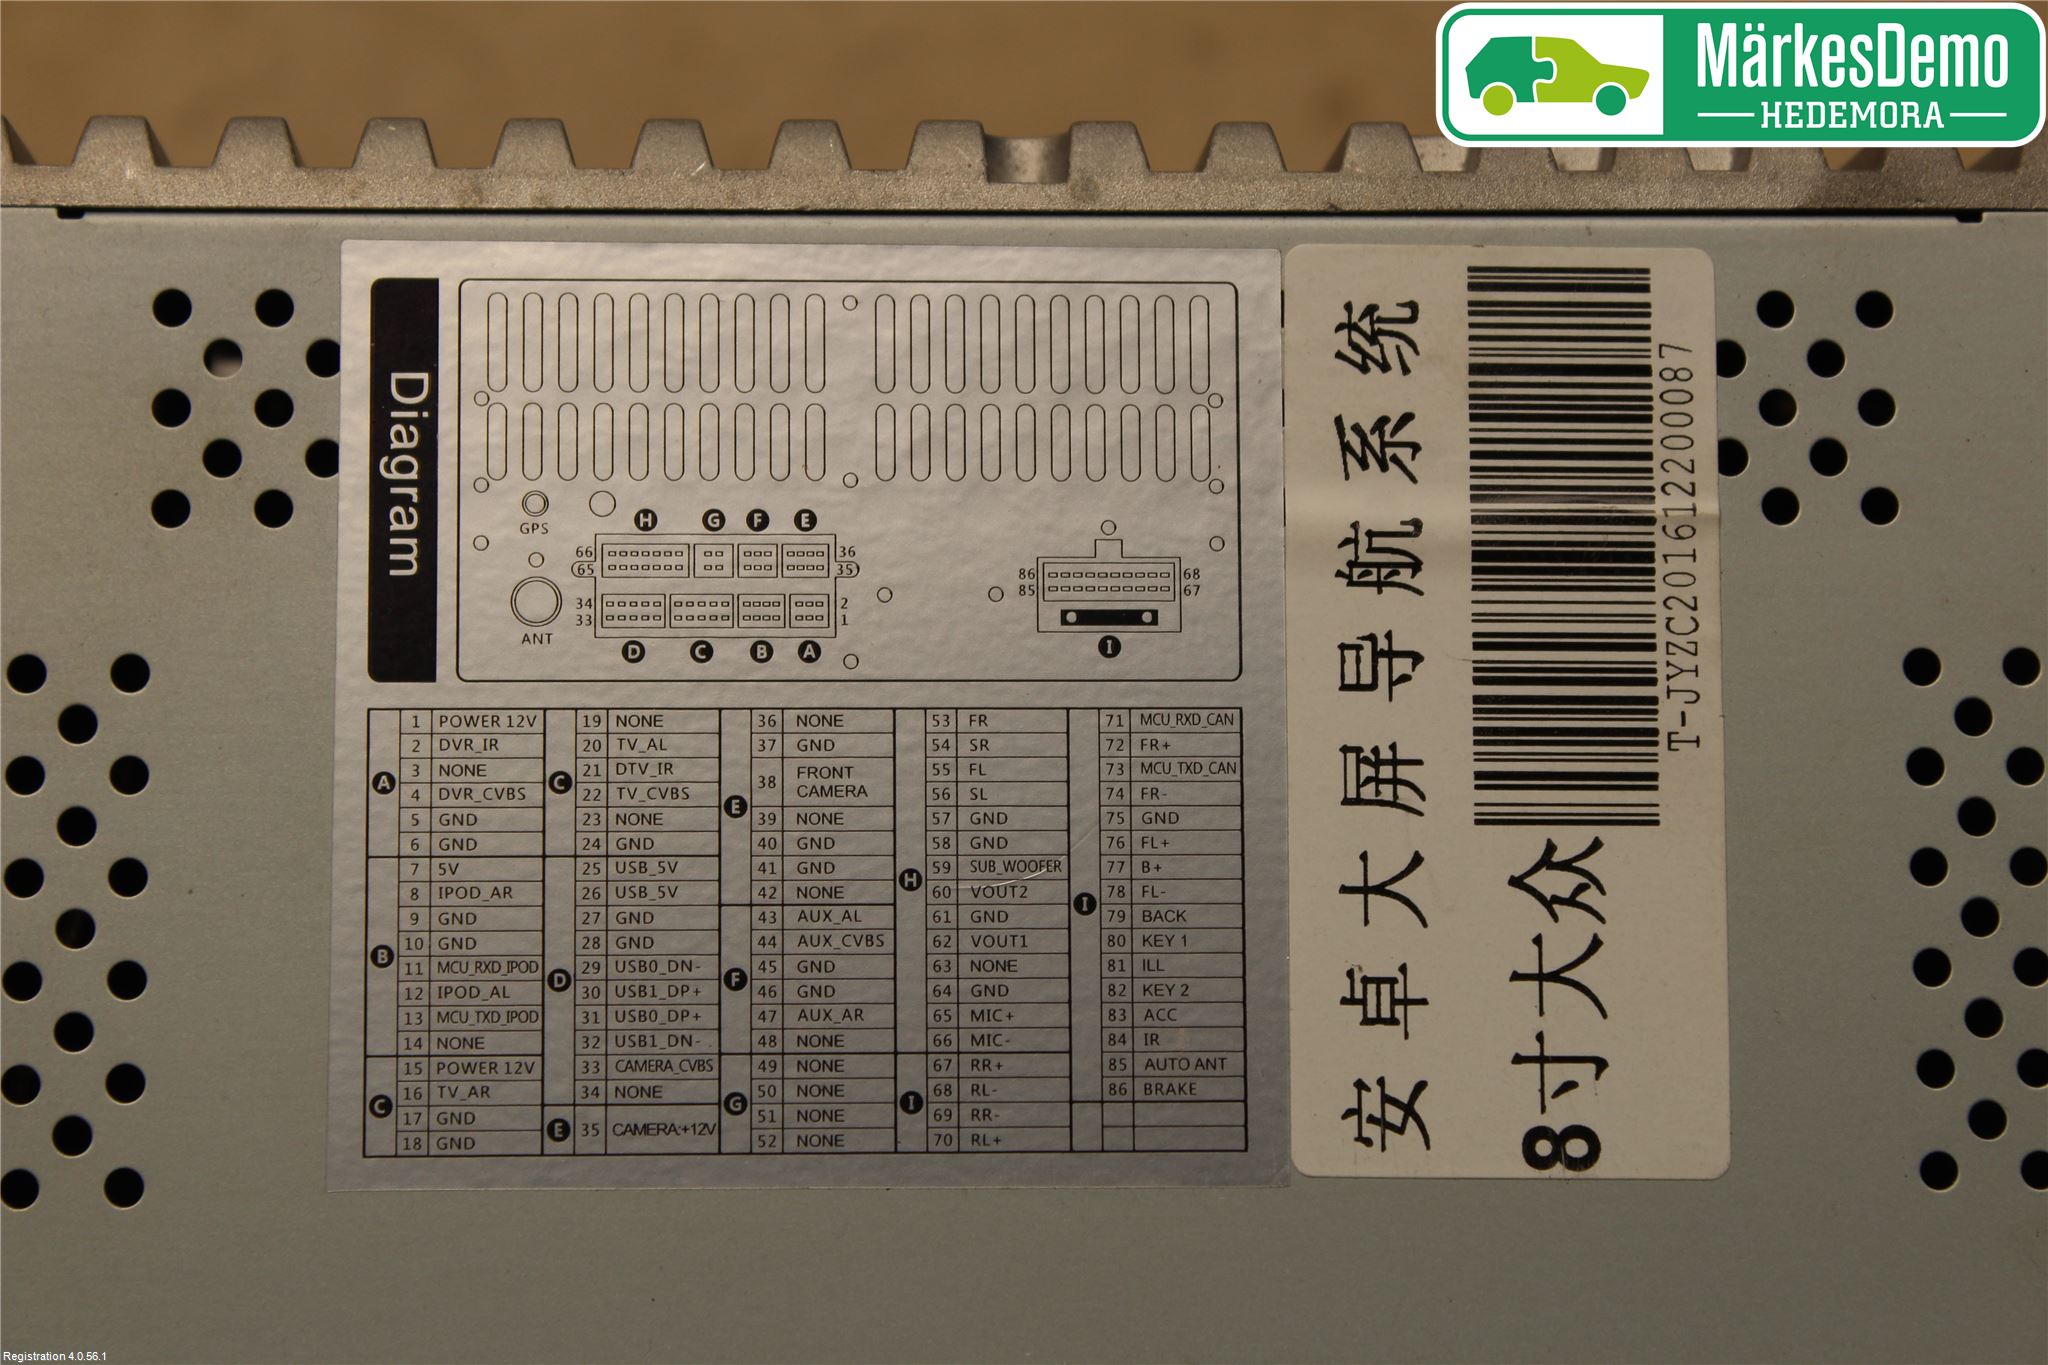 MärkesDemo
HEDEMORA
Diagram
GPS
ANT
H G F E
66 36
65 35
34 2
33 1
D C B A
86 68
85 67
I
A
1 POWER 12V
2 DVR_IR
3 NONE
4 DVR_CVBS
5 GND
6 GND
B
7 5V
8 IPOD_AR
9 GND
10 GND
11 MCU_RXD_IPOD
12 IPOD_AL
13 MCU_TXD_IPOD
14 NONE
C
15 POWER 12V
16 TV_AR
17 GND
18 GND
C
19 NONE
20 TV_AL
21 DTV_IR
22 TV_CVBS
23 NONE
24 GND
D
25 USB_5V
26 USB_5V
27 GND
28 GND
29 USB0_DN-
30 USB1_DP+
31 USB0_DP+
32 USB1_DN-
33 CAMERA_CVBS
34 NONE
E
35 CAMERA:+12V
E
36 NONE
37 GND
38 FRONT
CAMERA
39 NONE
40 GND
41 GND
42 NONE
F
43 AUX_AL
44 AUX_CVBS
45 GND
46 GND
47 AUX_AR
48 NONE
G
49 NONE
50 NONE
51 NONE
52 NONE
H
53 FR
54 SR
55 FL
56 SL
57 GND
58 GND
59 SUB_WOOFER
60 VOUT2
61 GND
62 VOUT1
63 NONE
64 GND
65 MIC+
66 MIC-
I
67 RR+
68 RL-
69 RR-
70 RL+
I
71 MCU_RXD_CAN
72 FR+
73 MCU_TXD_CAN
74 FR-
75 GND
76 FL+
77 B+
78 FL-
79 BACK
80 KEY 1
81 ILL
82 KEY 2
83 ACC
84 IR
85 AUTO ANT
86 BRAKE
安卓大屏导航系统
8寸大众
T-JYZC20161220087
Registration 4.0.56.1